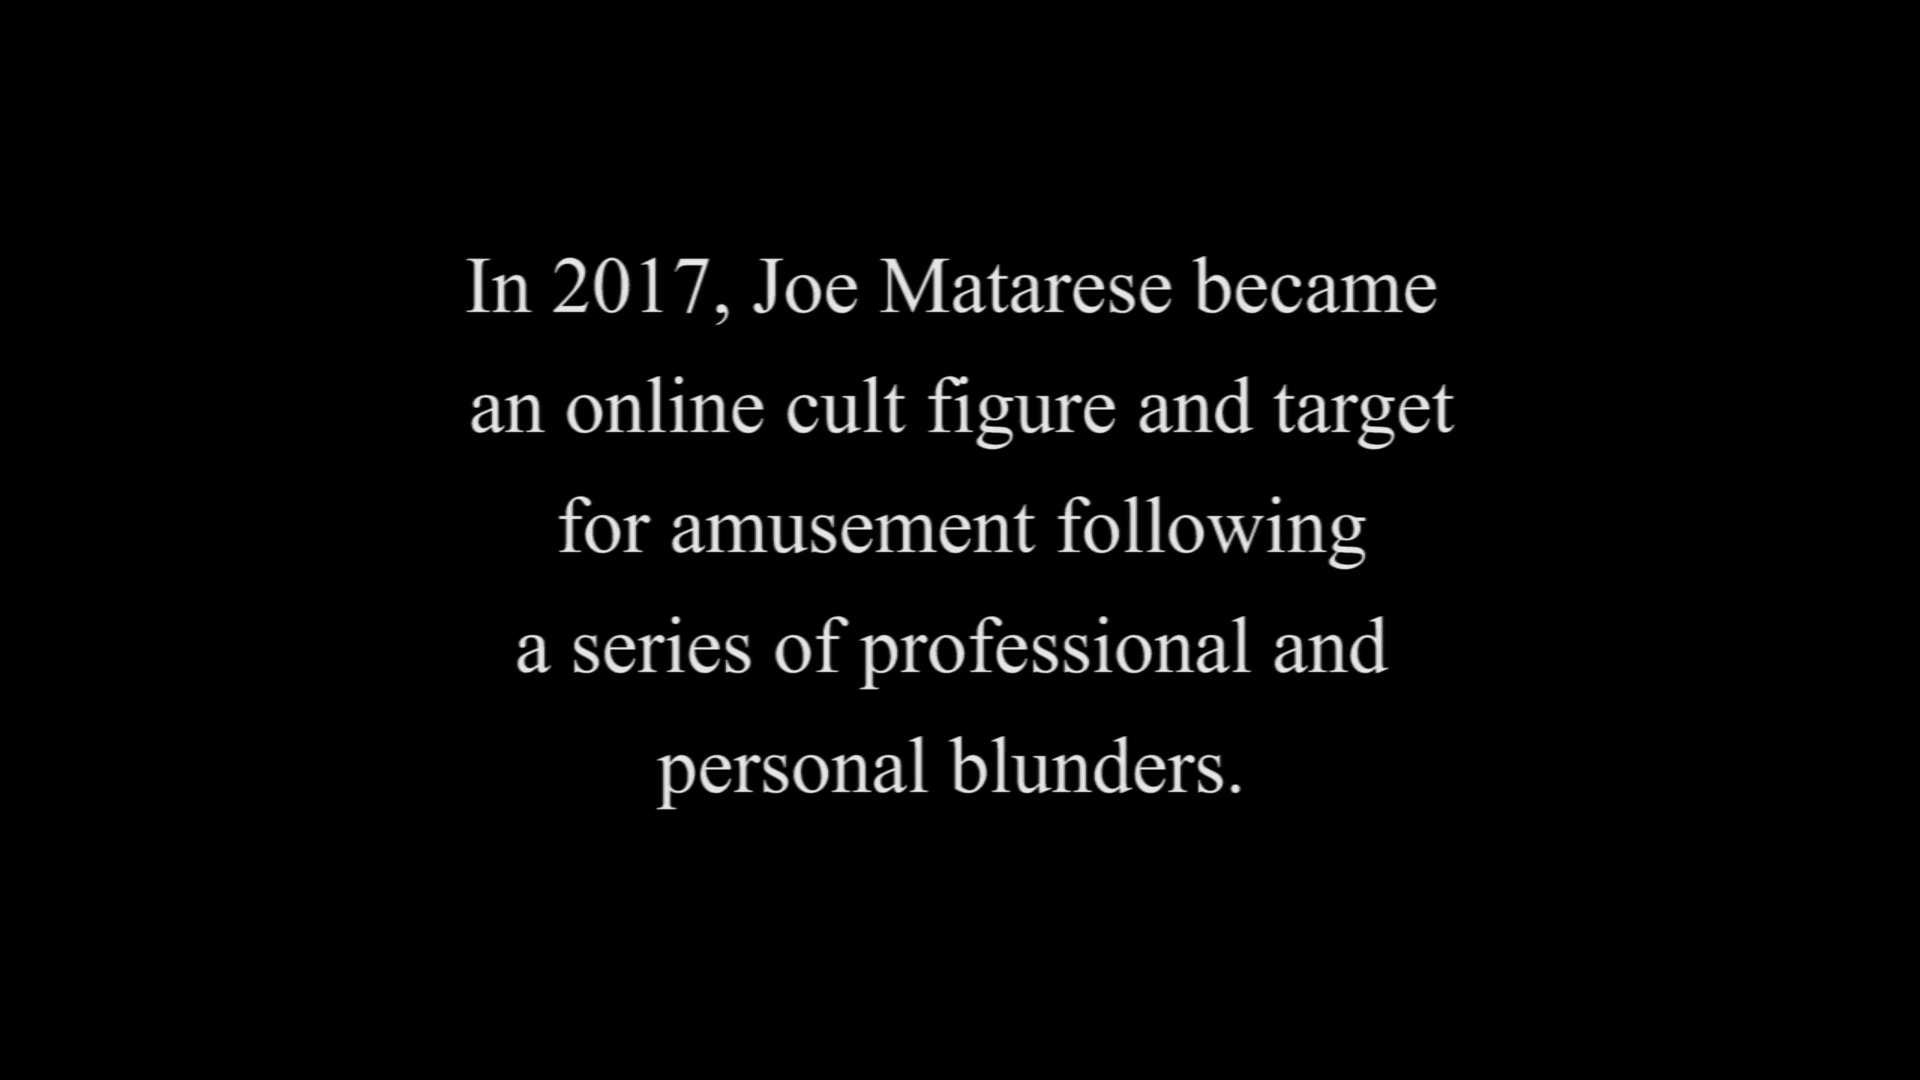 In 2017, Joe Matarese became
an online cult figure and target
for amusement following
a series of professional and
personal blunders.